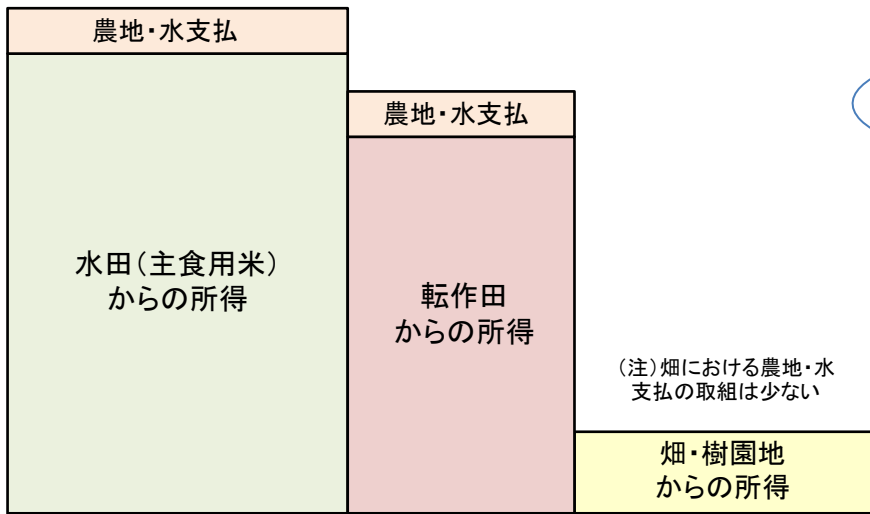 農地・水支払
農地・水支払
水田（主食用米）
からの所得
転作田
からの所得
（注）畑における農地・水
支払の取組は少ない
畑・樹園地
からの所得